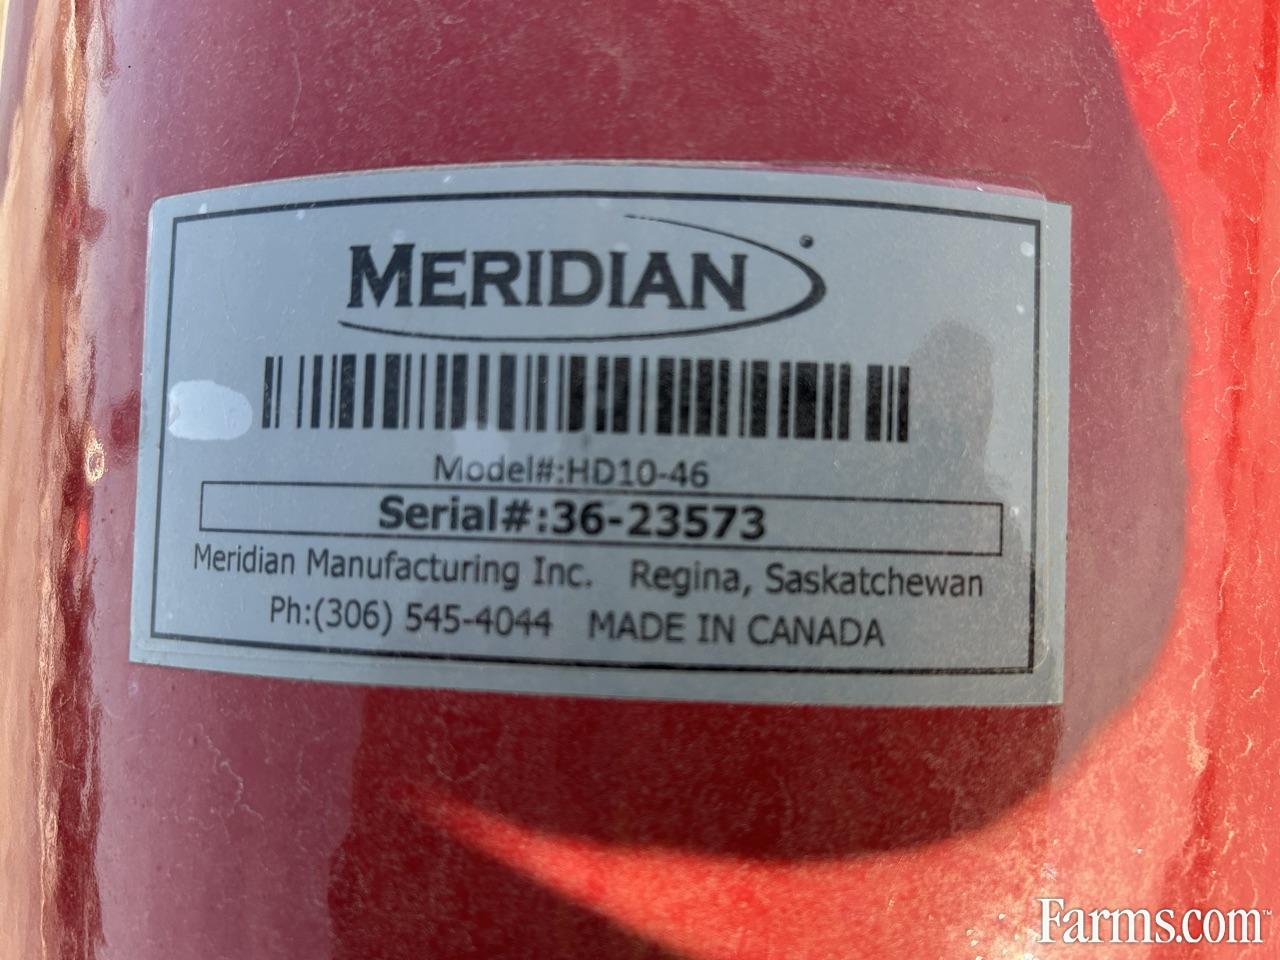 MERIDIAN
Model#:HD10-46
Serial#:36-23573
Meridian Manufacturing Inc. Regina, Saskatchewan
Ph:(306) 545-4044 MADE IN CANADA
Farms.com™